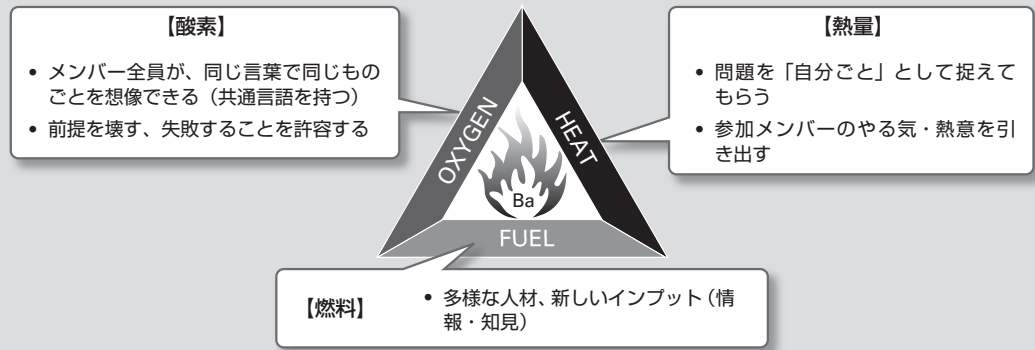 【酸素】
• メンバー全員が、同じ言葉で同じもの
ごとを想像できる（共通言語を持つ）
• 前提を壊す、失敗することを許容する
【熱量】
• 問題を「自分ごと」として捉えて
もらう
• 参加メンバーのやる気・熱意を引
き出す
OXYGEN
HEAT
Ba
FUEL
【燃料】
• 多様な人材、新しいインプット（情
報・知見）